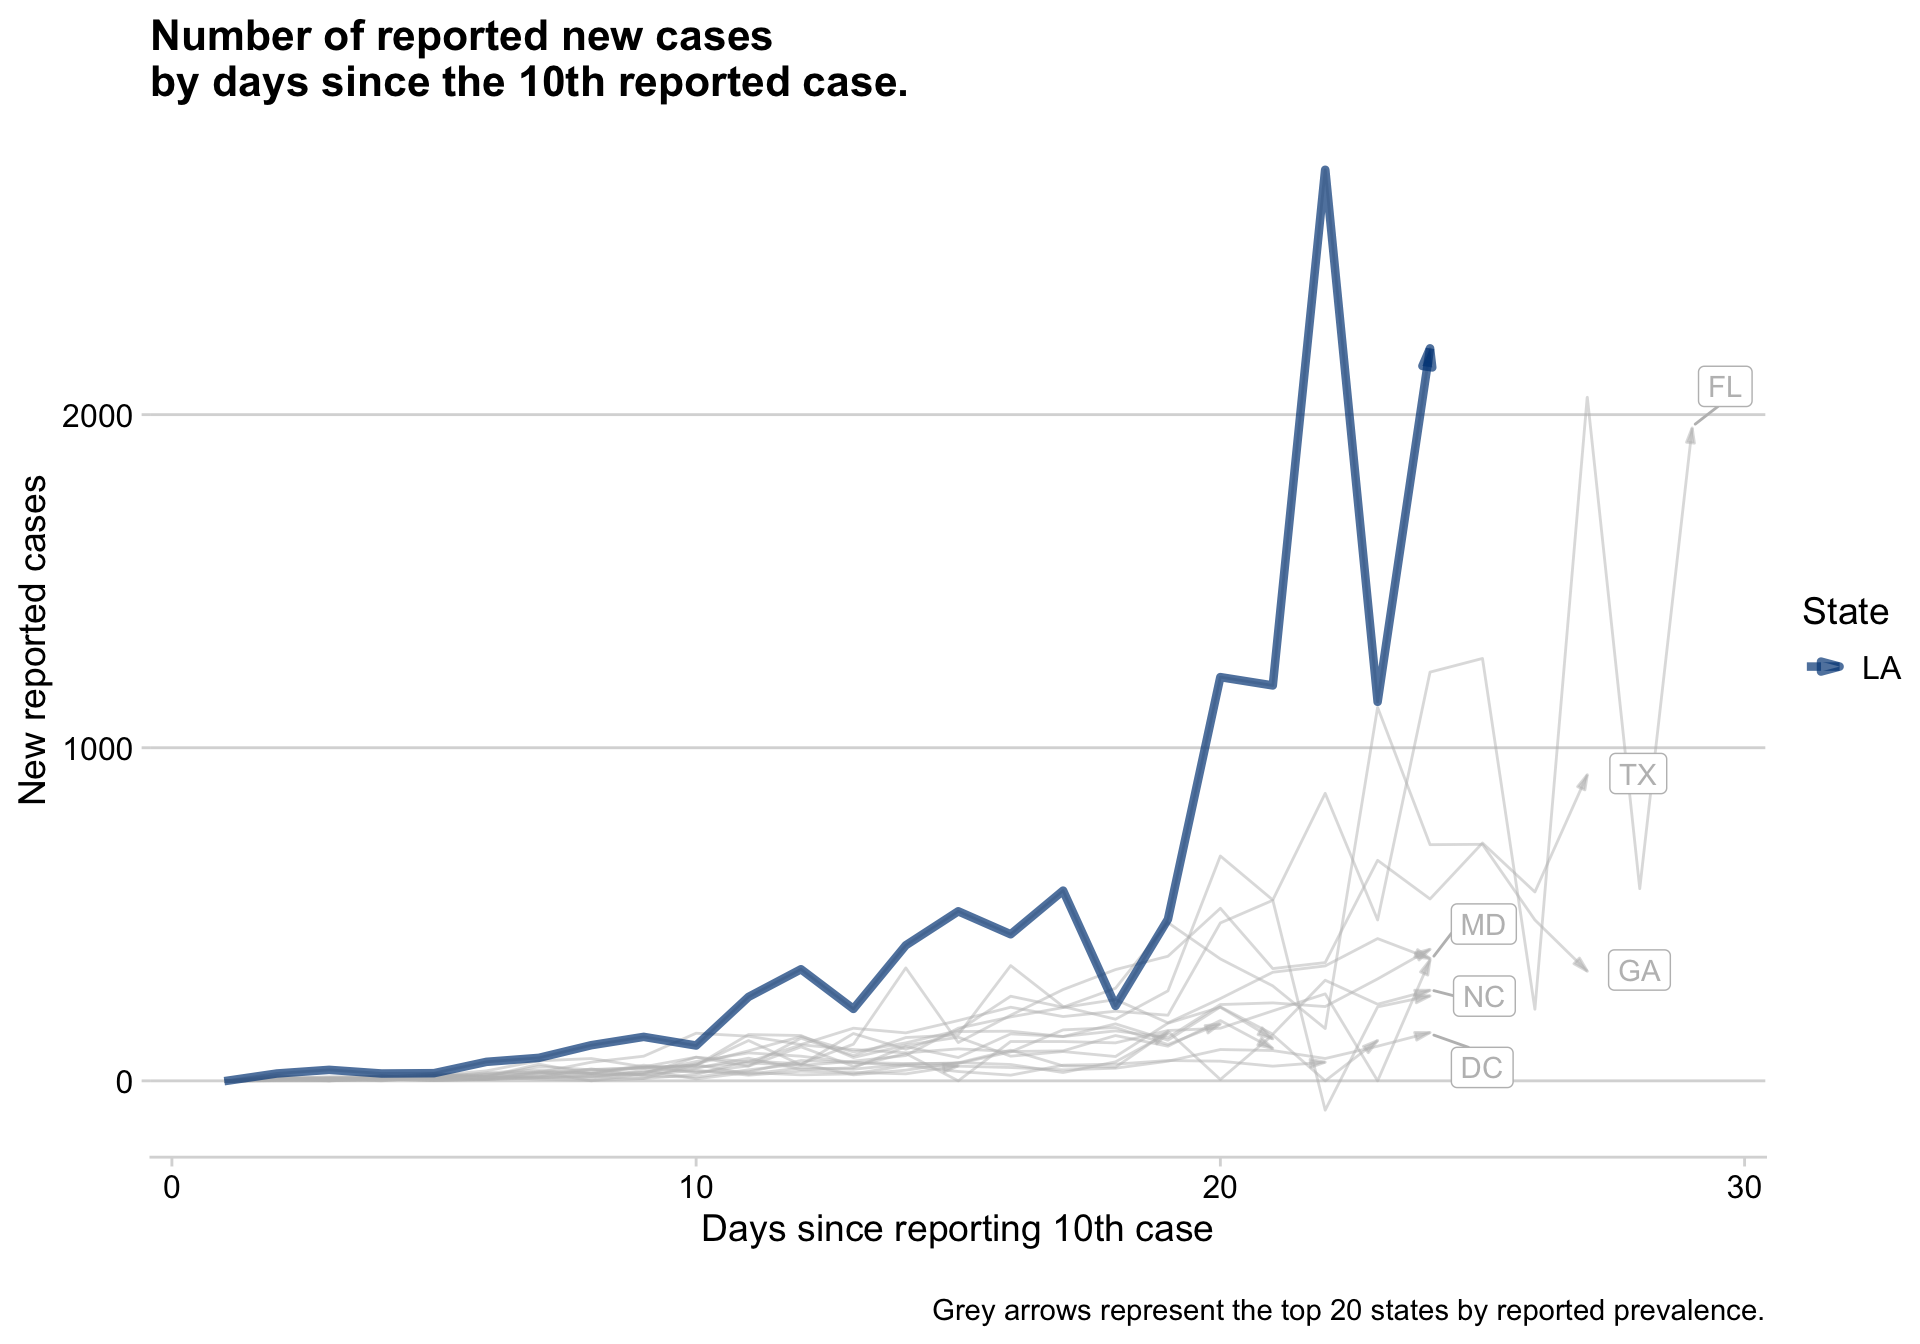 Number of reported new cases
by days since the 10th reported case.
New reported cases
2000
1000
0
FL
TX
MD
GA
NC
DC
State
LA
0
10
20
30
Days since reporting 10th case
Grey arrows represent the top 20 states by reported prevalence.